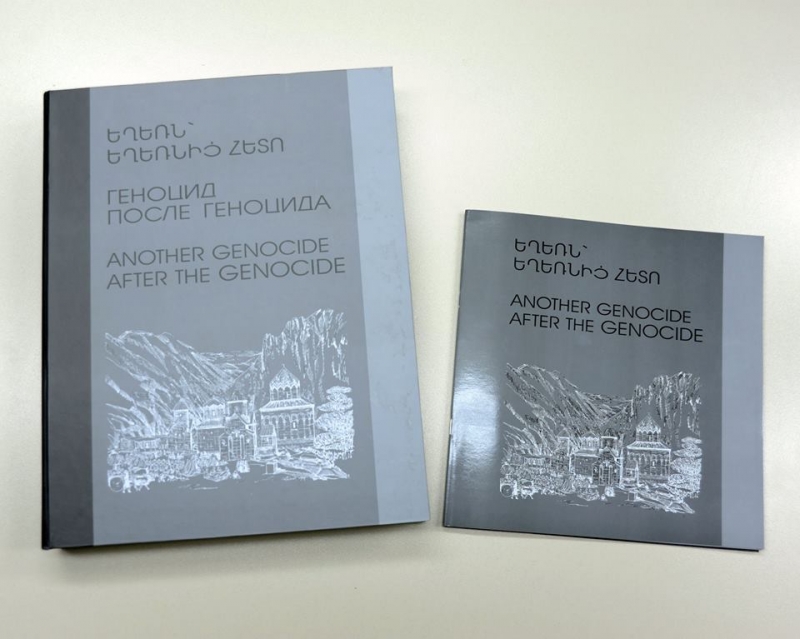 ԵՂԵՌՆ՝
ԵՂԵՌՆԻՑ ՀԵՏՈ
ГЕНОЦИД
ПОСЛЕ ГЕНОЦИДА
ANOTHER GENOCIDE
AFTER THE GENOCIDE
ԵՂԵՌՆ՝
ԵՂԵՌՆԻՑ ՀԵՏՈ
ANOTHER GENOCIDE
AFTER THE GENOCIDE